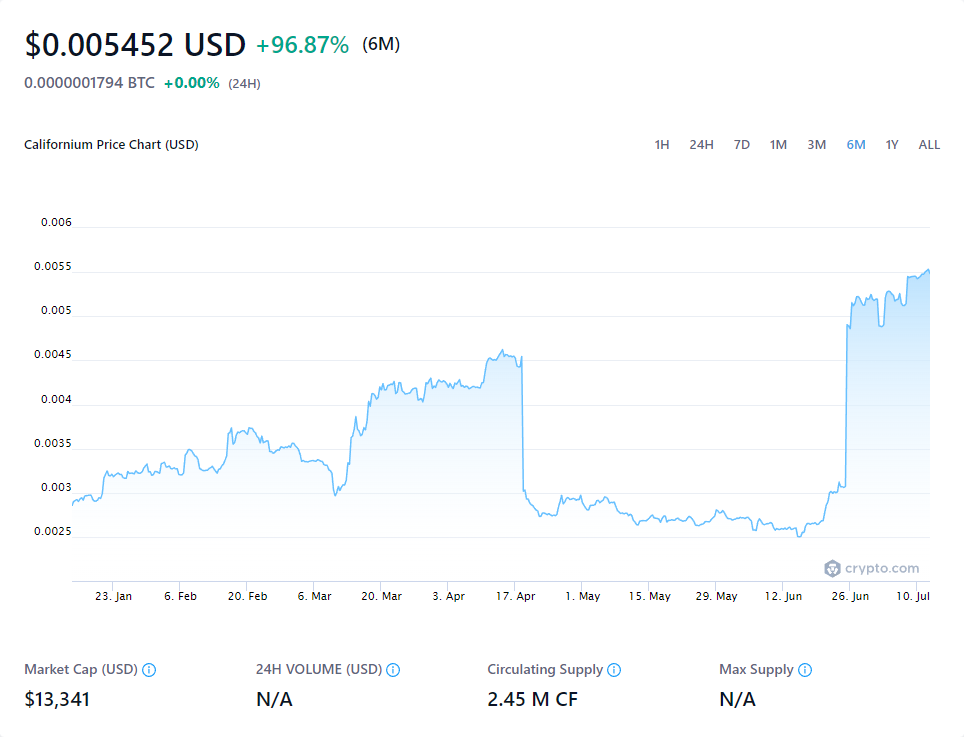 $0.005452 USD +96.87% (6M)
0.0000001794 BTC +0.00% (24H)
Californium Price Chart (USD) 1H 24H 7D 1M 3M 6M 1Y ALL
0.006
0.0055
0.005
0.0045
0.004
0.0035
0.003
0.0025
crypto.com
23. Jan 6. Feb 20. Feb 6. Mar 20. Mar 3. Apr 17. Apr 1. May 15. May 29. May 12. Jun 26. Jun 10. Jul
Market Cap (USD) 24H VOLUME (USD) Circulating Supply Max Supply
$13,341 N/A 2.45 M CF N/A